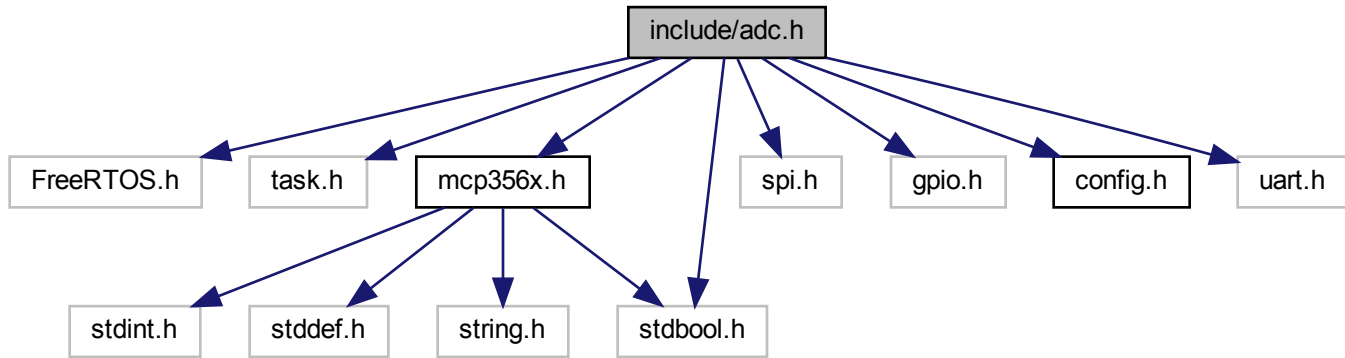 include/adc.h
FreeRTOS.h
task.h
mcp356x.h
spi.h
gpio.h
config.h
uart.h
stdint.h
stddef.h
string.h
stdbool.h